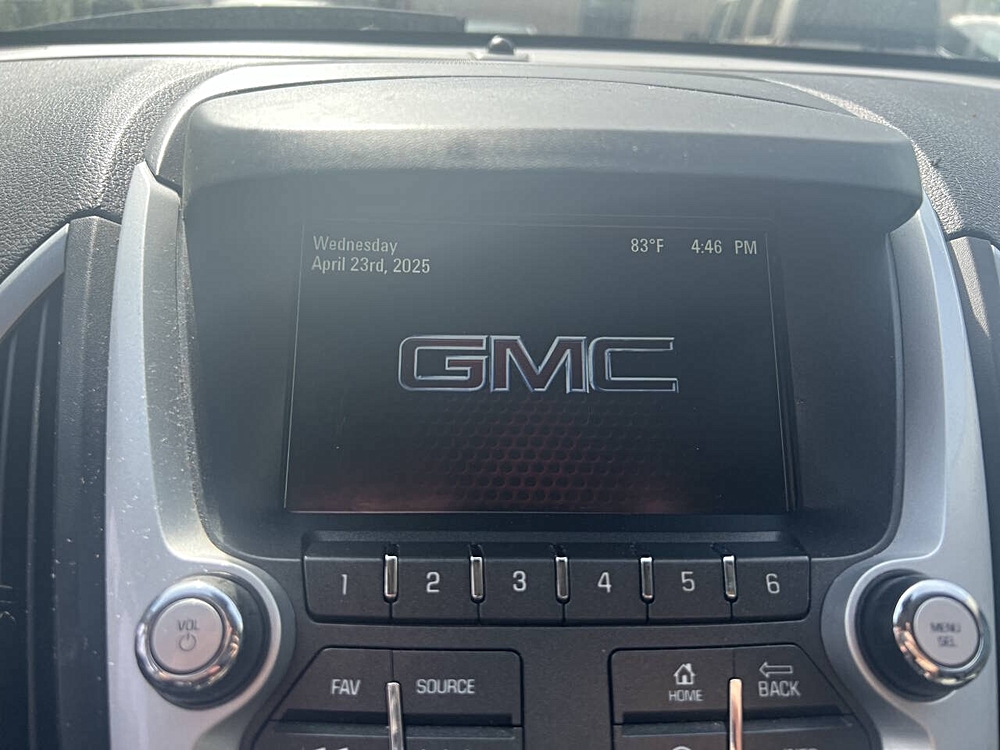 Wednesday
April 23rd, 2025
83°F 4:46 PM
GMC
1 2 3 4 5 6
VOL
MENU
SEL
FAV SOURCE
HOME BACK